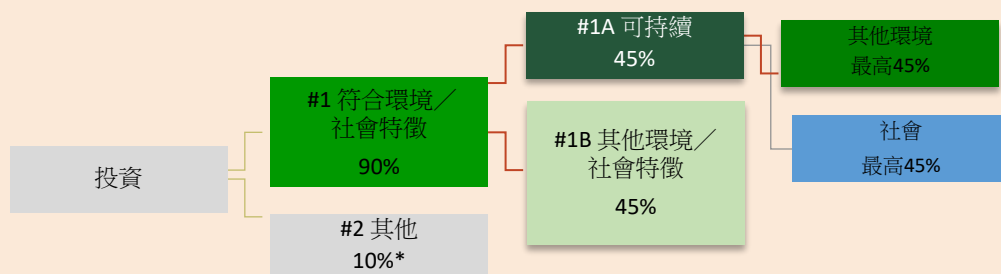 投資
#1 符合環境／
社會特徵
90%
#2 其他
10%*
#1A 可持續
45%
#1B 其他環境／
社會特徵
45%
其他環境
最高45%
社會
最高45%